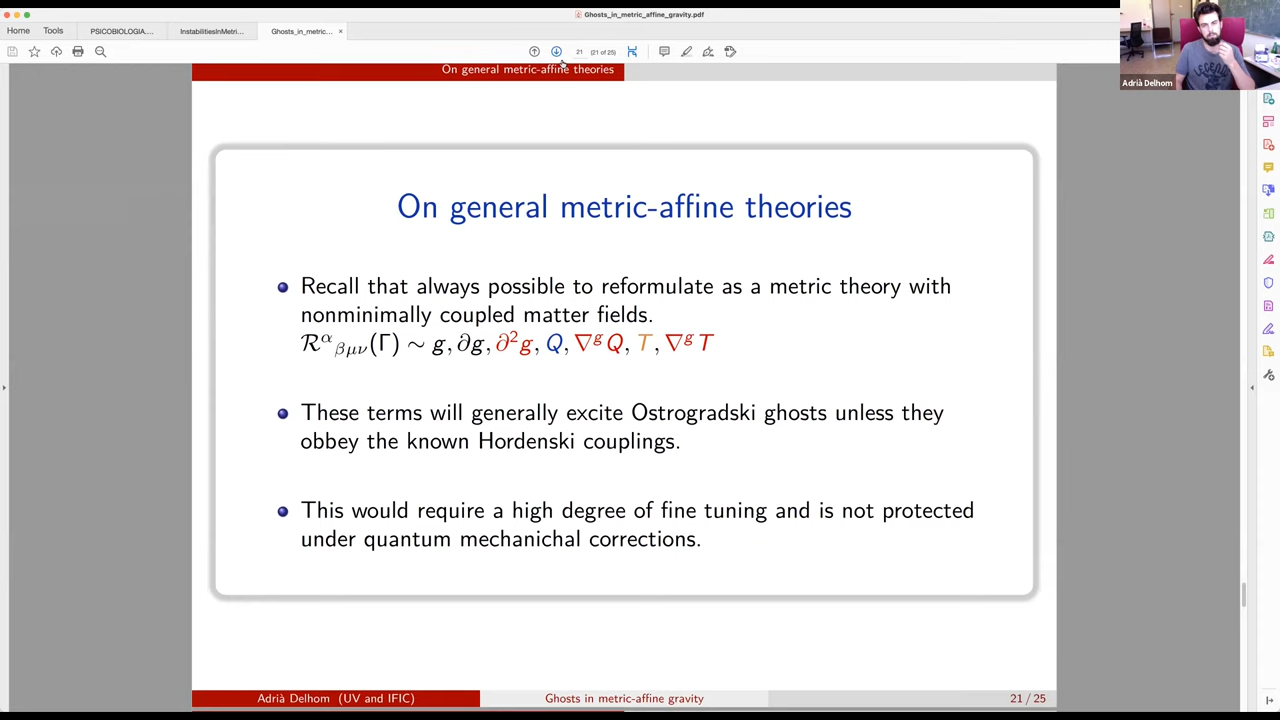 Ghosts_in_metric_affine_gravity.pdf
Home
Tools
PSICOBIOLOGIA....
InstabilitiesInMetri...
Ghosts_in_metric... ×
21
(21 of 25)
On general metric-affine theories
Adrià Delhom
On general metric-affine theories
Recall that always possible to reformulate as a metric theory with
nonminimally coupled matter fields.
ℛ^α_{βμν}(Γ) ∼ g, ∂g, ∂²g, Q, ∇^g Q, T, ∇^g T
These terms will generally excite Ostrogradski ghosts unless they
obbey the known Hordenski couplings.
This would require a high degree of fine tuning and is not protected
under quantum mechanichal corrections.
Adrià Delhom (UV and IFIC)
Ghosts in metric-affine gravity
21 / 25